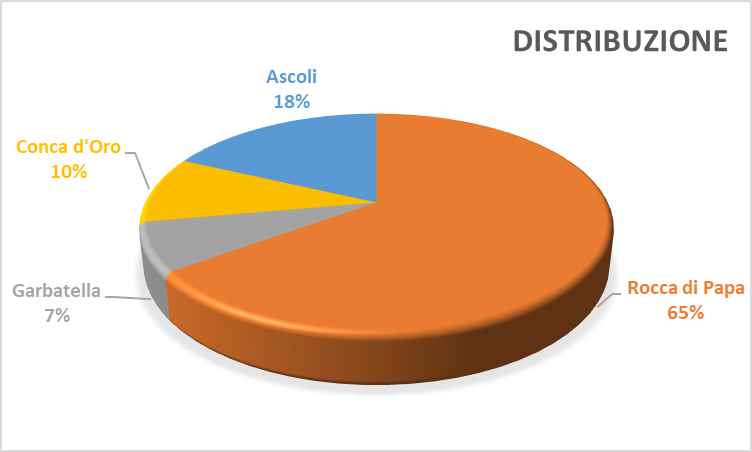 DISTRIBUZIONE
Ascoli
18%
Conca d'Oro
10%
Garbatella
7%
Rocca di Papa
65%